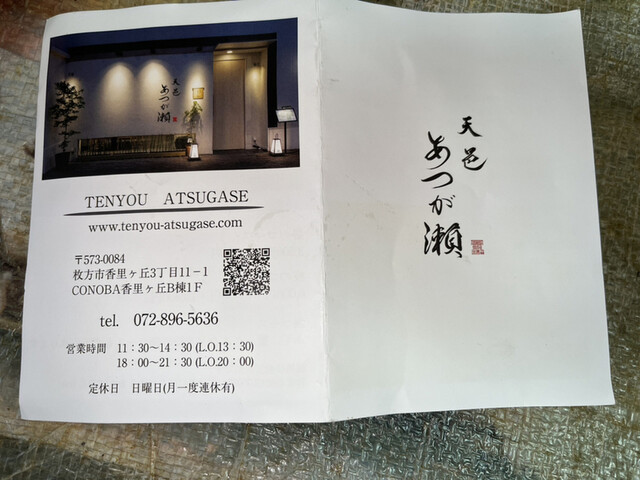 天邑
あつが瀬
TENYOU ATSUGASE
www.tenyou-atsugase.com
〒573-0084
枚方市香里ヶ丘3丁目11−1
CONOBA香里ヶ丘B棟1F
tel. 072-896-5636
営業時間 11：30〜14：30 (L.O.13：30)
18：00〜21：30 (L.O.20：00)
定休日 日曜日(月一度連休有)
天邑
あつが瀬